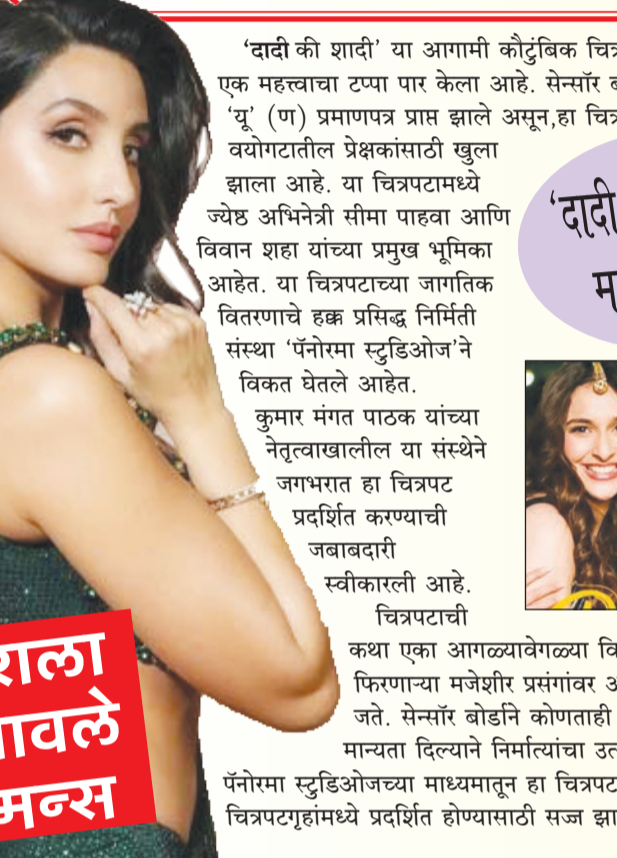 'दादी की शादी' या आगामी कौटुंबिक
एक महत्त्वाचा टप्पा पार केला आहे. सेन्सॉर
'यू' (ण) प्रमाणपत्र प्राप्त झाले असून,हा
वयोगटातील प्रेक्षकांसाठी खुला
झाला आहे. या चित्रपटामध्ये
ज्येष्ठ अभिनेत्री सीमा पाहवा आणि
विवान शहा यांच्या प्रमुख भूमिका
आहेत. या चित्रपटाच्या जागतिक
वितरणाचे हक्क प्रसिद्ध निर्मिती
संस्था 'पॅनोरमा स्टुडिओज'ने
विकत घेतले आहेत.
कुमार मंगत पाठक यांच्या
नेतृत्वाखालील या संस्थेने
जगभरात हा चित्रपट
प्रदर्शित करण्याची
जबाबदारी
स्वीकारली आहे.
चित्रपटाची
कथा एका आगळ्यावेगळ्या
फिरणाऱ्या मजेशीर प्रसंगांवर
जते. सेन्सॉर बोर्डाने कोणताही
मान्यता दिल्याने निर्मात्यांचा
पॅनोरमा स्टुडिओजच्या माध्यमातून हा चित्रपट
चित्रपटगृहांमध्ये प्रदर्शित होण्यासाठी सज्ज
'दादी
राला
ावले
मन्स